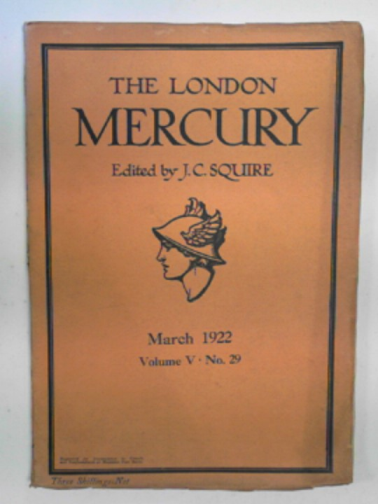 THE LONDON
MERCURY
Edited by J.C. SQUIRE
March 1922
Volume V · No. 29
Three Shillings Net